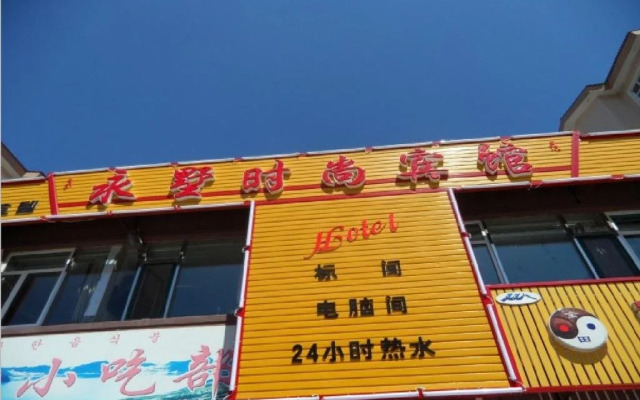 永墅时尚宾馆
Hotel
标间
电脑间
24小时热水
小吃部